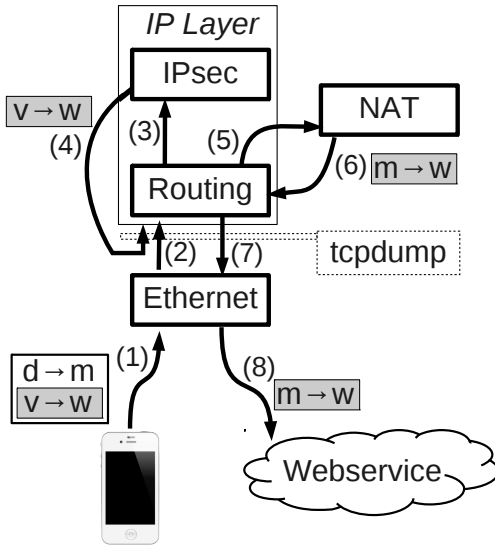 IP Layer
IPsec
NAT
v → w
(4)
(3)
(5)
(6)
m → w
Routing
(2)
(7)
tcpdump
Ethernet
(1)
d → m
v → w
(8)
m → w
Webservice